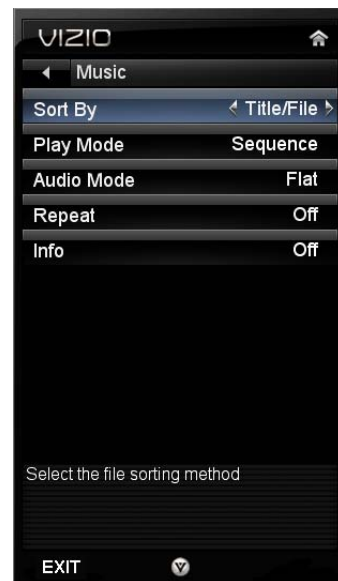 VIZIO
Music
Sort By Title/File
Play Mode Sequence
Audio Mode Flat
Repeat Off
Info Off
Select the file sorting method
EXIT